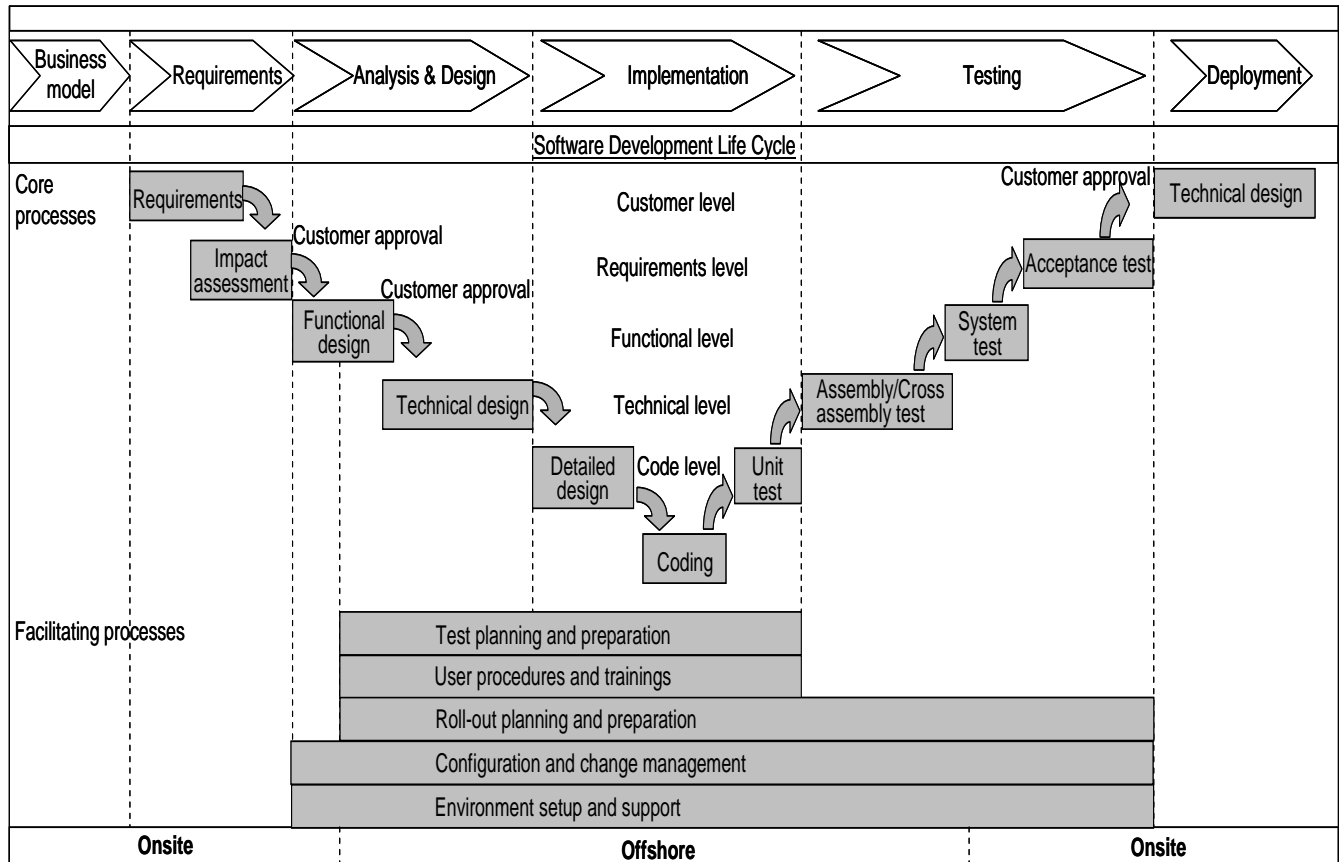 Business
model
Requirements
Analysis & Design
Implementation
Testing
Deployment
Software Development Life Cycle
Core
processes
Requirements
Customer level
Customer approval
Technical design
Impact
assessment
Customer approval
Requirements level
Acceptance test
Functional
design
Customer approval
Functional level
System
test
Technical design
Technical level
Assembly/Cross
assembly test
Detailed
design
Code level
Unit
test
Coding
Facilitating processes
Test planning and preparation
User procedures and trainings
Roll-out planning and preparation
Configuration and change management
Environment setup and support
Onsite
Offshore
Onsite